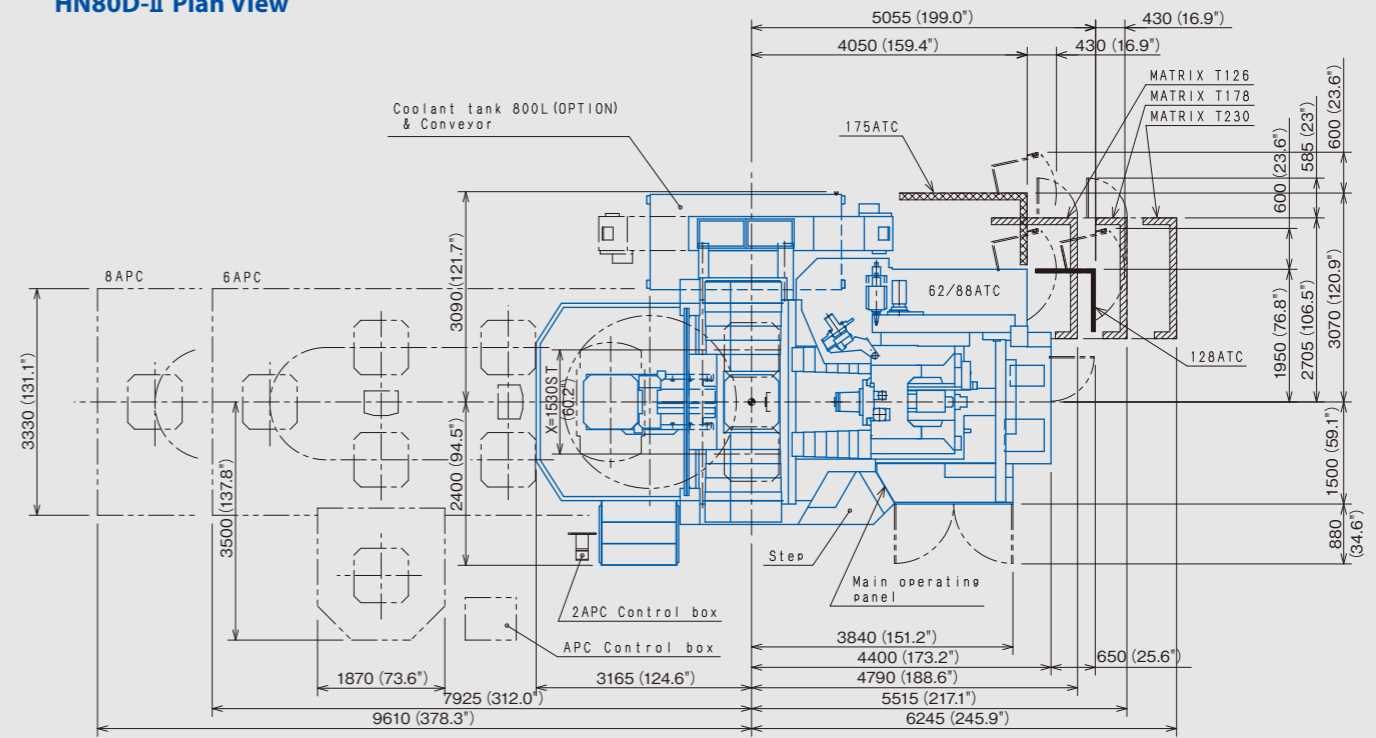 HN80D-Ⅱ Plan View
5055 (199.0")
430 (16.9")
4050 (159.4")
430 (16.9")
MATRIX T126
MATRIX T178
MATRIX T230
Coolant tank 800L(OPTION)
& Conveyor
175ATC
600 (23.6")
585 (23")
600 (23.6")
3090 (121.7")
8APC
6APC
62/88ATC
1950 (76.8")
2705 (106.5")
3070 (120.9")
128ATC
3330 (131.1")
X=1530ST
(60.2")
3500 (137.8")
2400 (94.5")
1500 (59.1")
880
(34.6")
Step
Main operating
panel
2APC Control box
APC Control box
3840 (151.2")
4400 (173.2")
650 (25.6")
1870 (73.6")
3165 (124.6")
4790 (188.6")
7925 (312.0")
5515 (217.1")
9610 (378.3")
6245 (245.9")